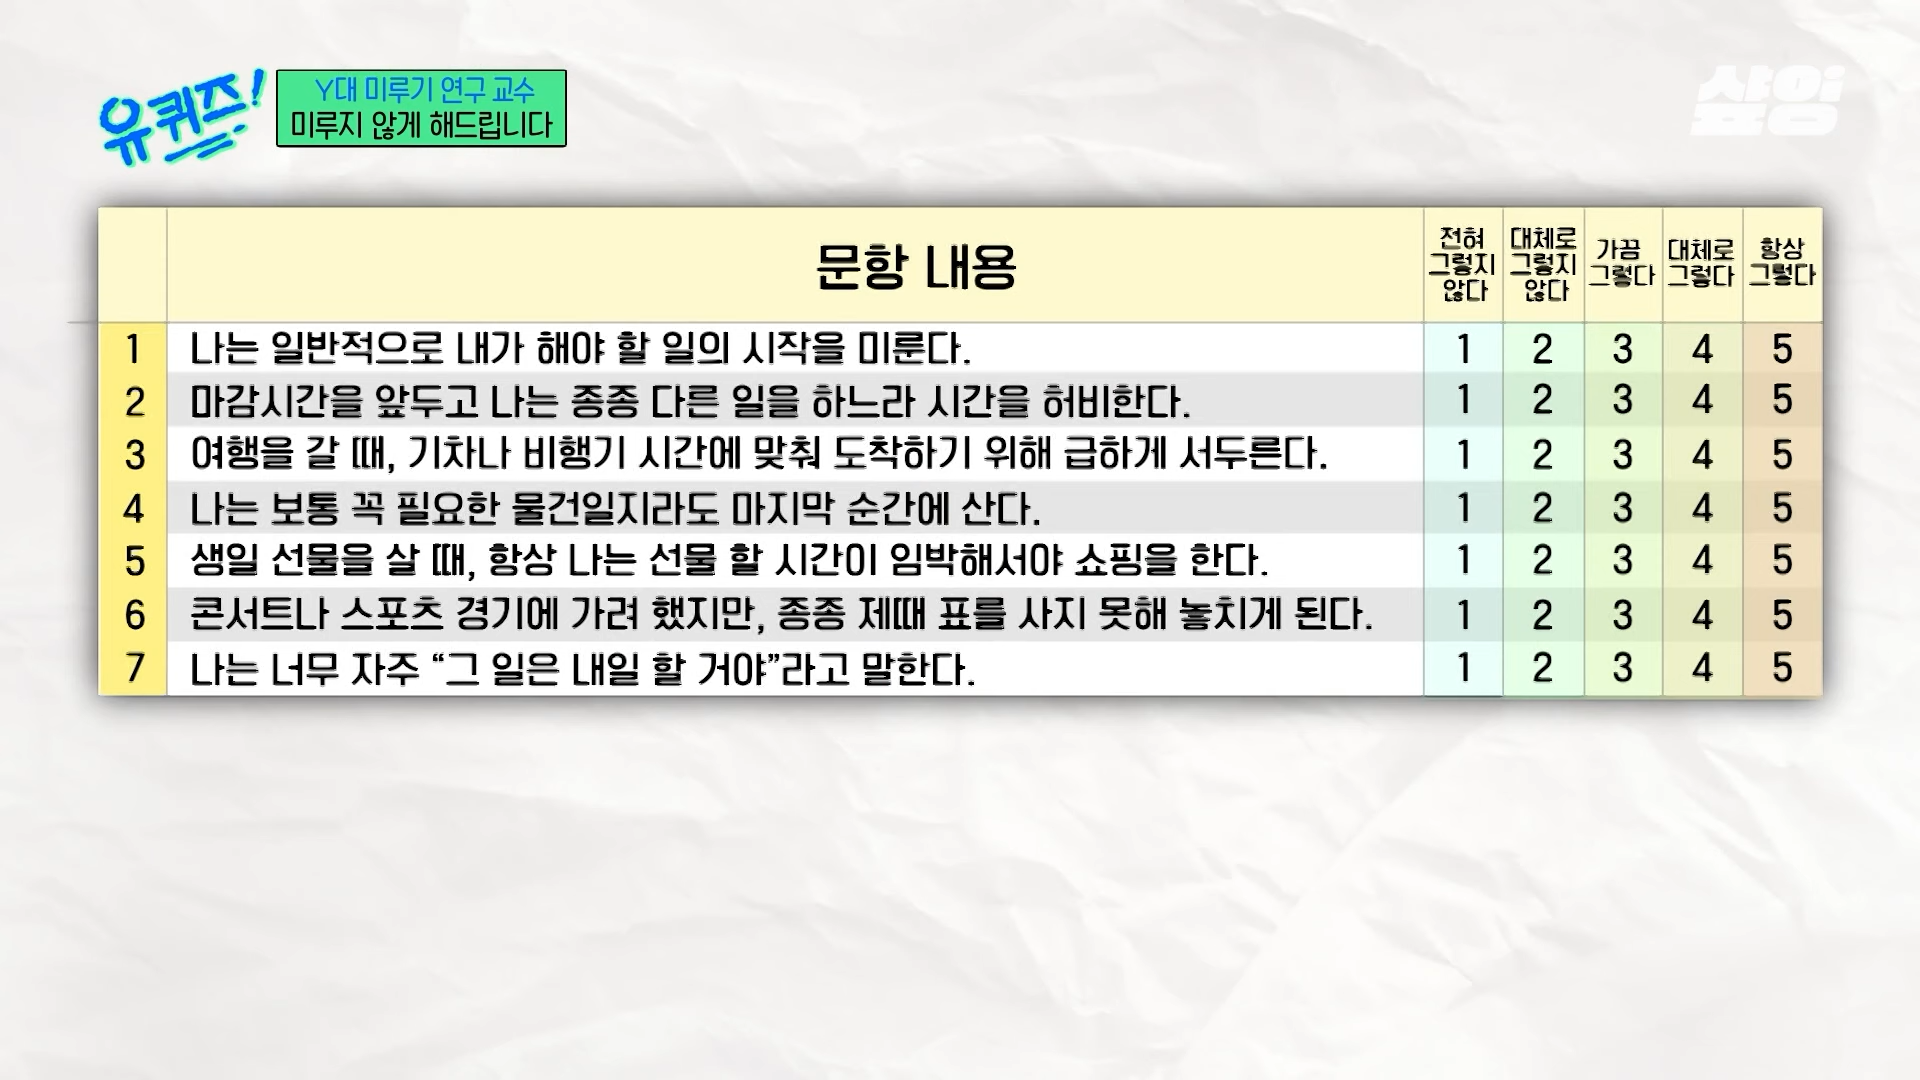 유퀴즈!
Y대 미루기 연구 교수
미루지 않게 해드립니다
샾잉
문항 내용
전혀 그렇지 않다
대체로 그렇지 않다
가끔 그렇다
대체로 그렇다
항상 그렇다
1 나는 일반적으로 내가 해야 할 일의 시작을 미룬다. 1 2 3 4 5
2 마감시간을 앞두고 나는 종종 다른 일을 하느라 시간을 허비한다. 1 2 3 4 5
3 여행을 갈 때, 기차나 비행기 시간에 맞춰 도착하기 위해 급하게 서두른다. 1 2 3 4 5
4 나는 보통 꼭 필요한 물건일지라도 마지막 순간에 산다. 1 2 3 4 5
5 생일 선물을 살 때, 항상 나는 선물 할 시간이 임박해서야 쇼핑을 한다. 1 2 3 4 5
6 콘서트나 스포츠 경기에 가려 했지만, 종종 제때 표를 사지 못해 놓치게 된다. 1 2 3 4 5
7 나는 너무 자주 “그 일은 내일 할 거야”라고 말한다. 1 2 3 4 5